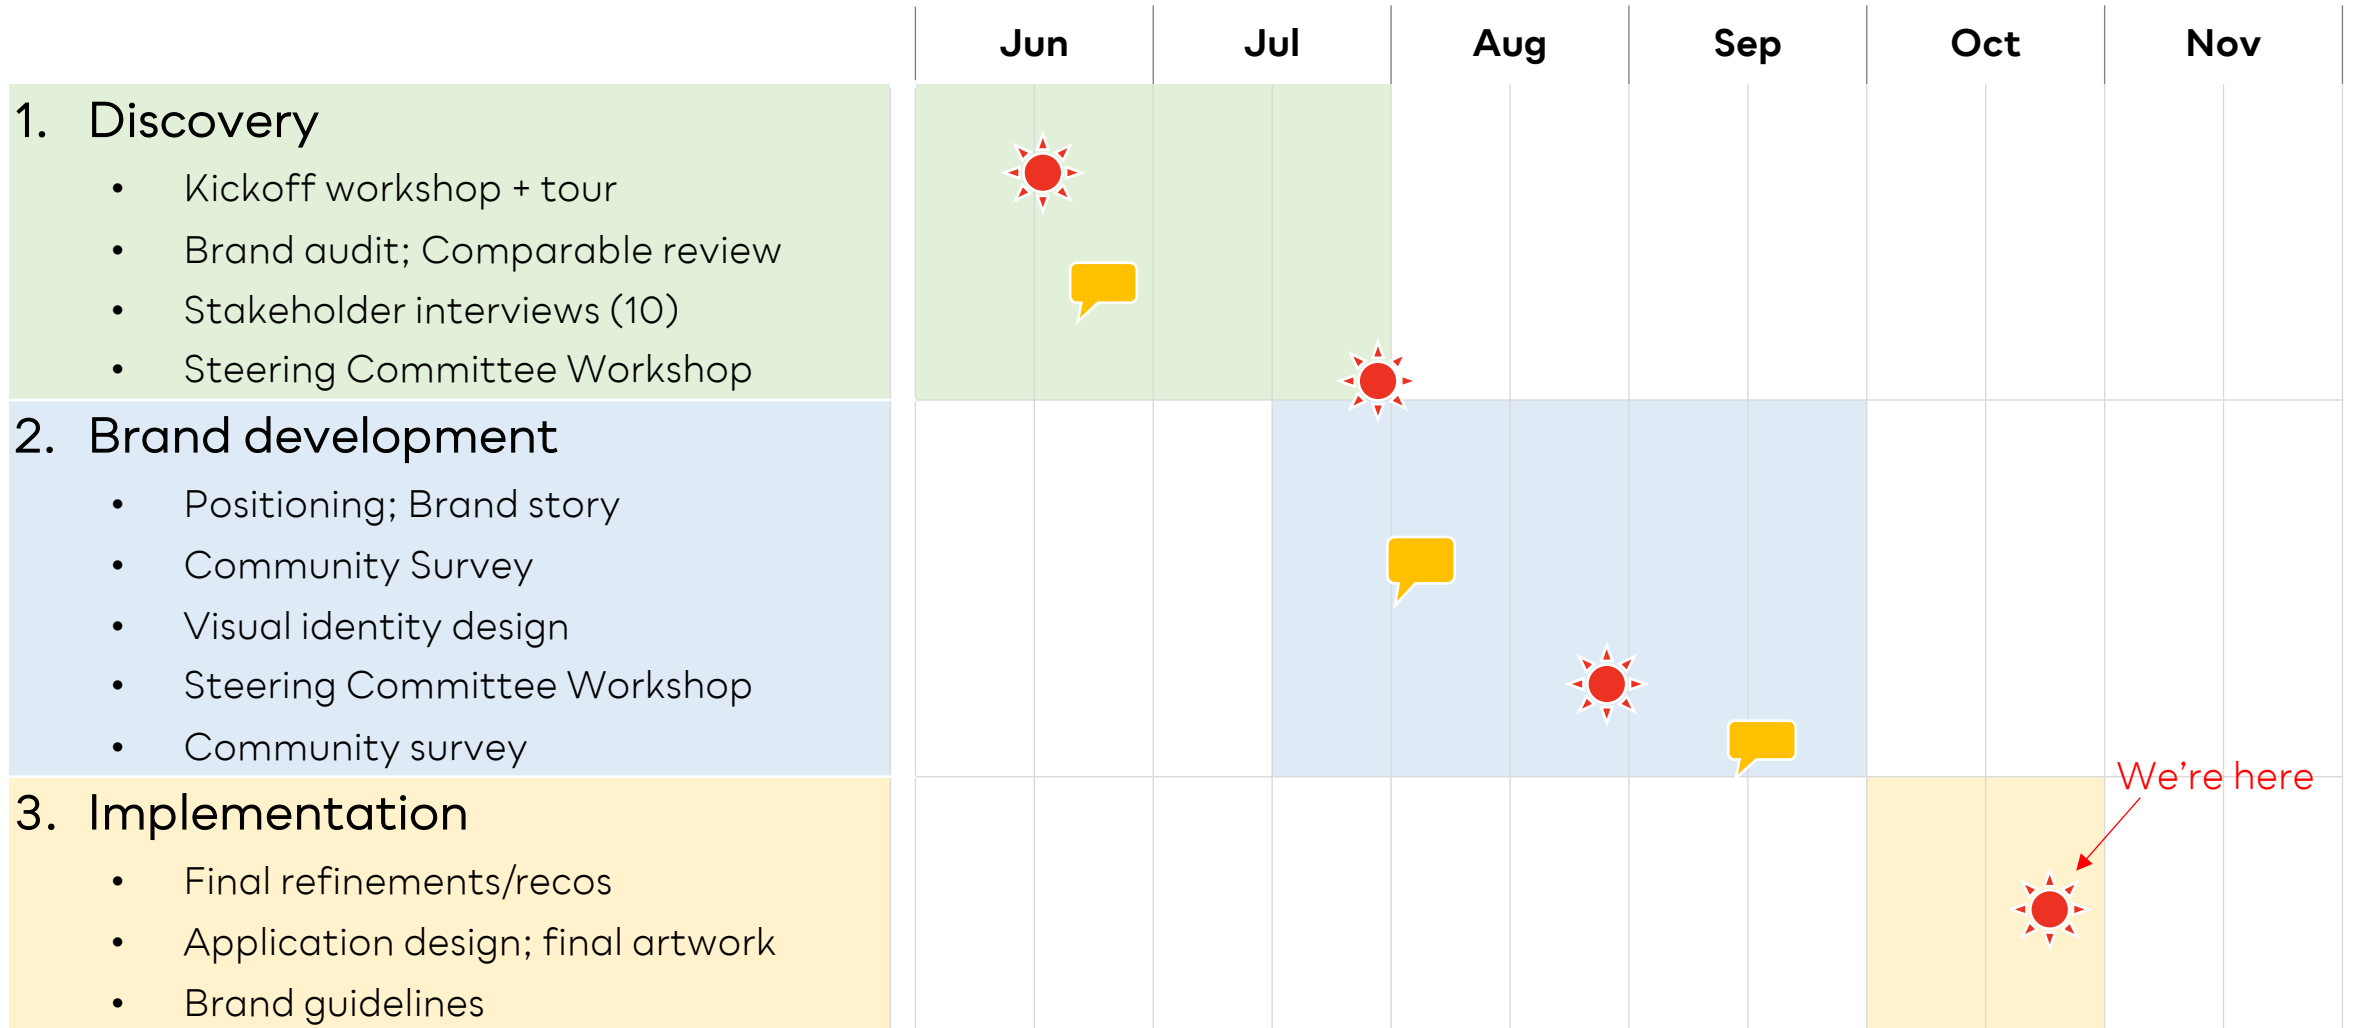 Jun Jul Aug Sep Oct Nov
1. Discovery
• Kickoff workshop + tour
• Brand audit; Comparable review
• Stakeholder interviews (10)
• Steering Committee Workshop
2. Brand development
• Positioning; Brand story
• Community Survey
• Visual identity design
• Steering Committee Workshop
• Community survey
We’re here
3. Implementation
• Final refinements/recos
• Application design; final artwork
• Brand guidelines